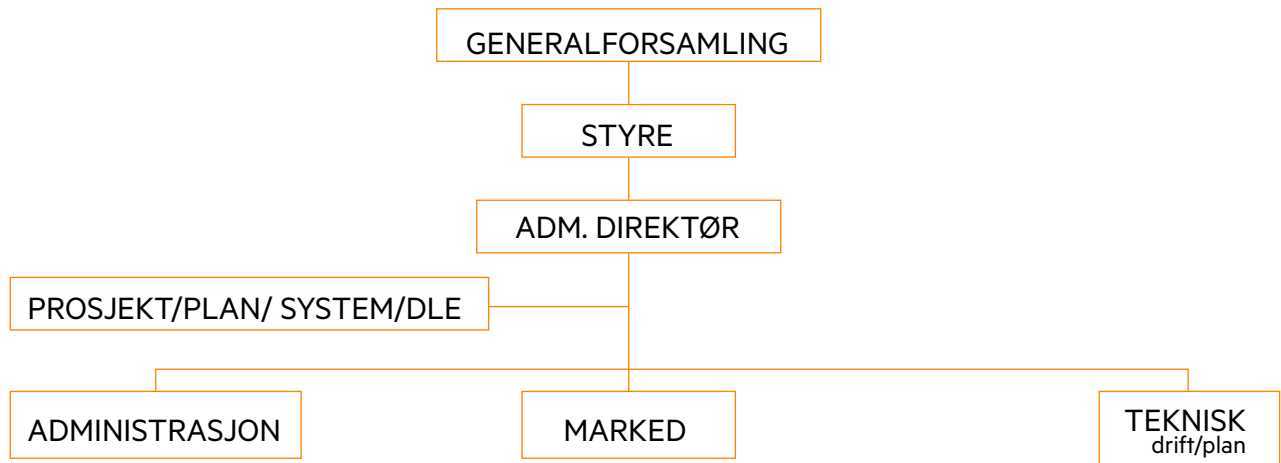 GENERALFORSAMLING
STYRE
ADM. DIREKTØR
PROSJEKT/PLAN/ SYSTEM/DLE
ADMINISTRASJON
MARKED
TEKNISK
drift/plan